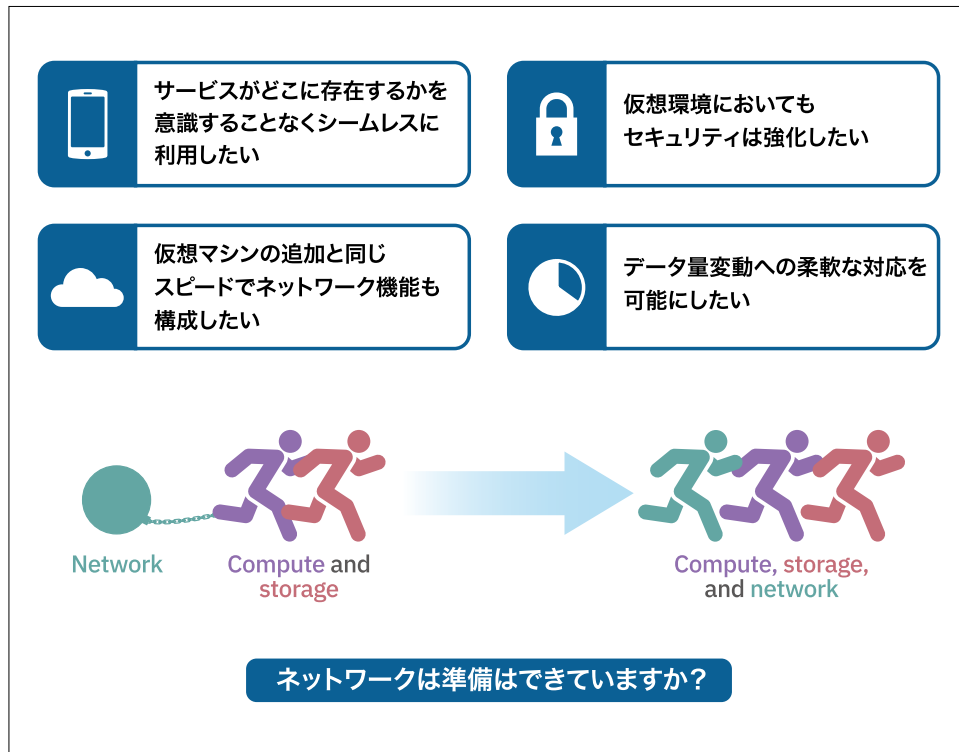 サービスがどこに存在するかを
意識することなくシームレスに
利用したい
仮想環境においても
セキュリティは強化したい
仮想マシンの追加と同じ
スピードでネットワーク機能も
構成したい
データ量変動への柔軟な対応を
可能にしたい
Network
Compute and
storage
Compute, storage,
and network
ネットワークは準備はできていますか？